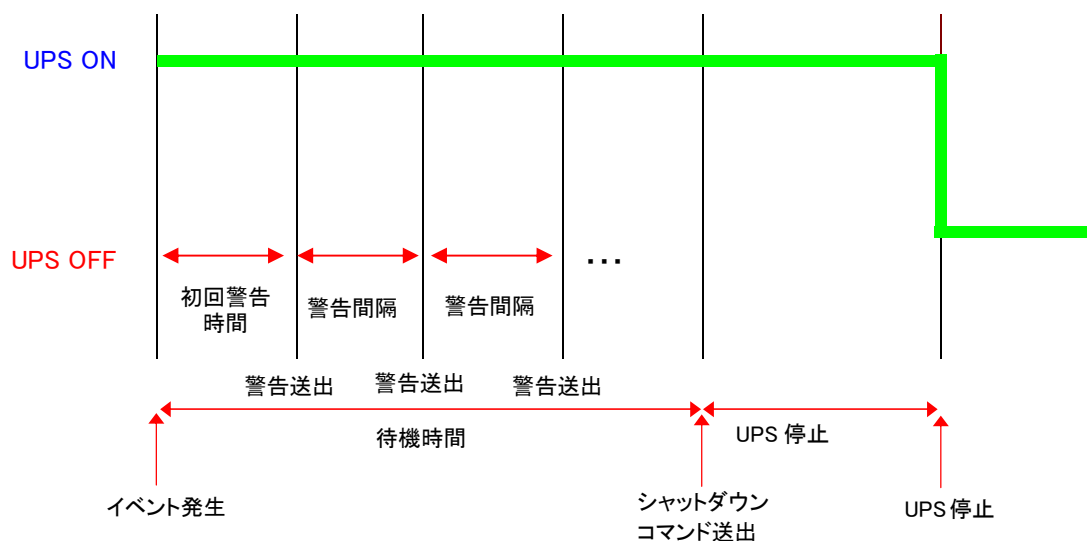 UPS ON
UPS OFF
...
初回警告
時間
警告間隔
警告間隔
警告送出
警告送出
警告送出
待機時間
UPS 停止
イベント発生
シャットダウン
コマンド送出
UPS 停止